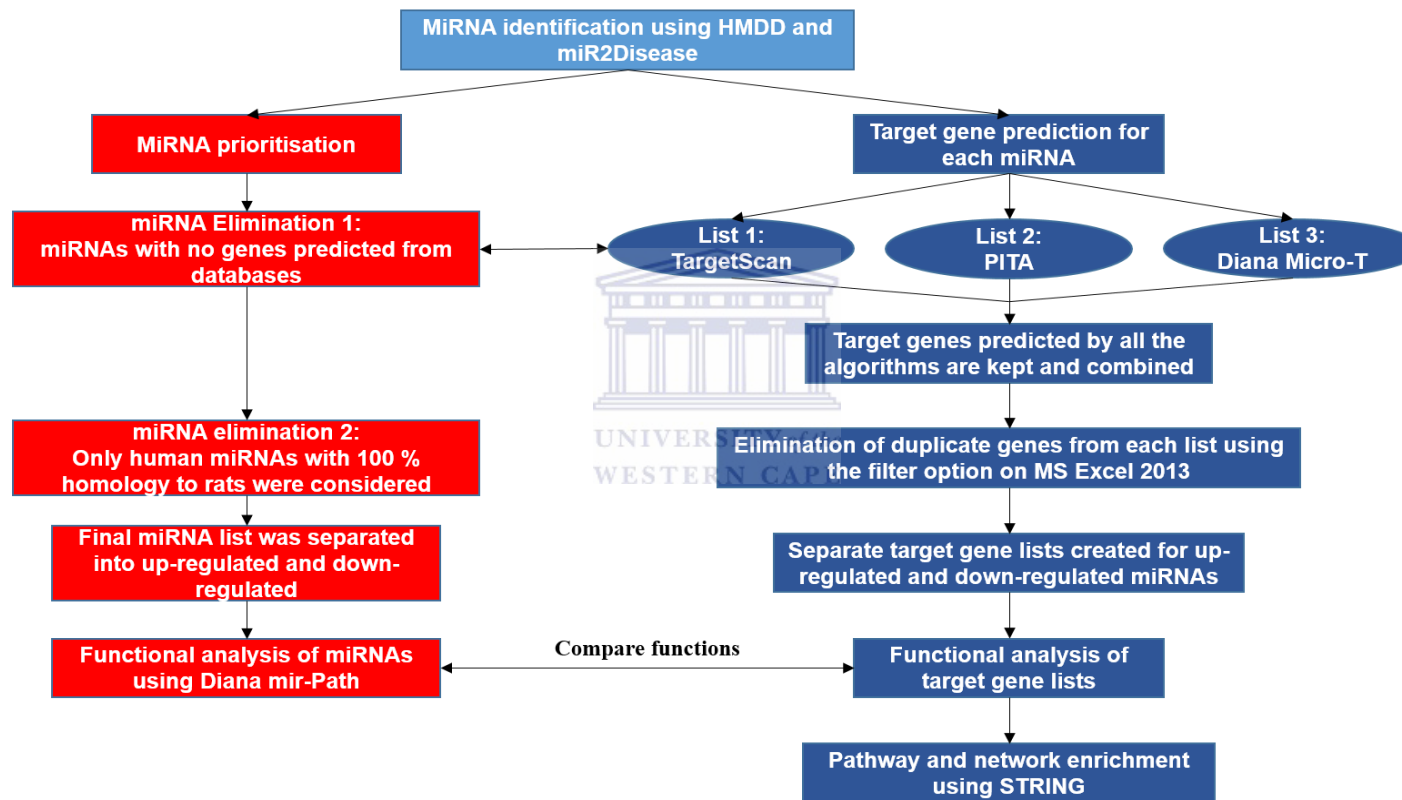 MiRNA identification using HMDD and
miR2Disease
MiRNA prioritisation
Target gene prediction for
each miRNA
miRNA Elimination 1:
miRNAs with no genes predicted from
databases
List 1:
TargetScan
List 2:
PITA
List 3:
Diana Micro-T
Target genes predicted by all the
algorithms are kept and combined
miRNA elimination 2:
Only human miRNAs with 100 %
homology to rats were considered
UNIVERSITY of the
WESTERN CAPE
Elimination of duplicate genes from each list using
the filter option on MS Excel 2013
Final miRNA list was separated
into up-regulated and down-
regulated
Separate target gene lists created for up-
regulated and down-regulated miRNAs
Functional analysis of miRNAs
using Diana mir-Path
Compare functions
Functional analysis of
target gene lists
Pathway and network enrichment
using STRING